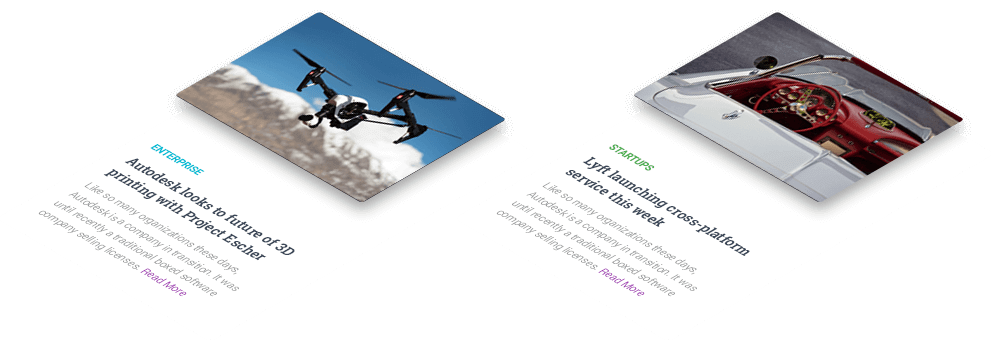 ENTERPRISE
Autodesk looks to future of 3D
printing with Project Escher
Like so many organizations these days,
Autodesk is a company in transition. It was
until recently a traditional boxed software
company selling licenses. Read More
STARTUPS
Lyft launching cross-platform
service this week
Like so many organizations these days,
Autodesk is a company in transition. It was
until recently a traditional boxed software
company selling licenses. Read More